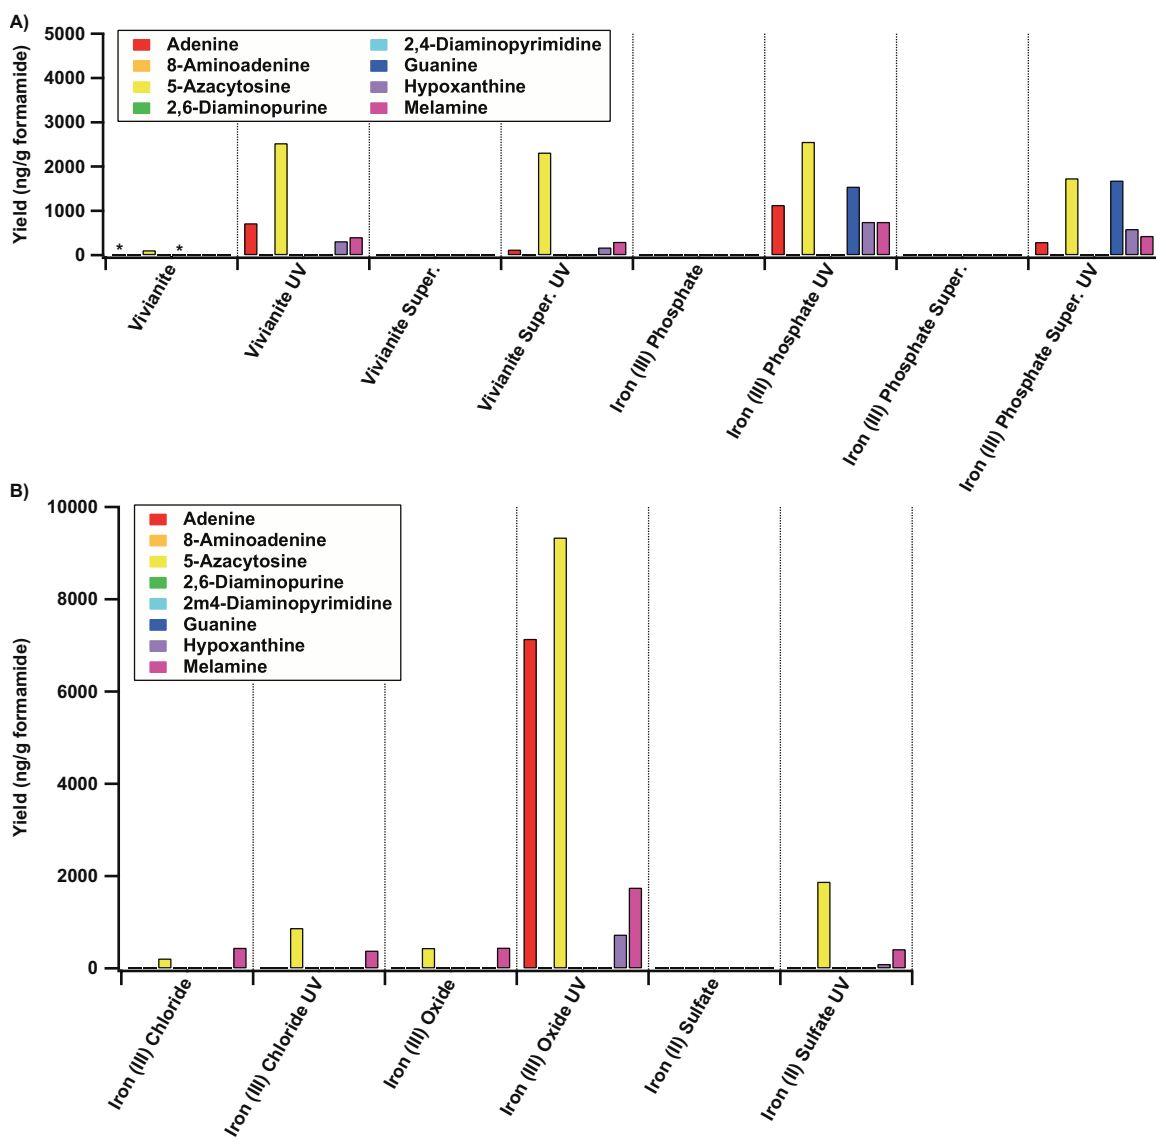 A)
5000
4000
3000
2000
1000
0
Yield (ng/g formamide)
Adenine
8-Aminoadenine
5-Azacytosine
2,6-Diaminopurine
2,4-Diaminopyrimidine
Guanine
Hypoxanthine
Melamine
*
*
Vivianite
Vivianite UV
Vivianite Super.
Vivianite Super. UV
Iron (III) Phosphate
Iron (III) Phosphate UV
Iron (III) Phosphate Super.
Iron (III) Phosphate Super. UV
B)
10000
8000
6000
4000
2000
0
Yield (ng/g formamide)
Adenine
8-Aminoadenine
5-Azacytosine
2,6-Diaminopurine
2m4-Diaminopyrimidine
Guanine
Hypoxanthine
Melamine
Iron (III) Chloride
Iron (III) Chloride UV
Iron (III) Oxide
Iron (III) Oxide UV
Iron (II) Sulfate
Iron (II) Sulfate UV